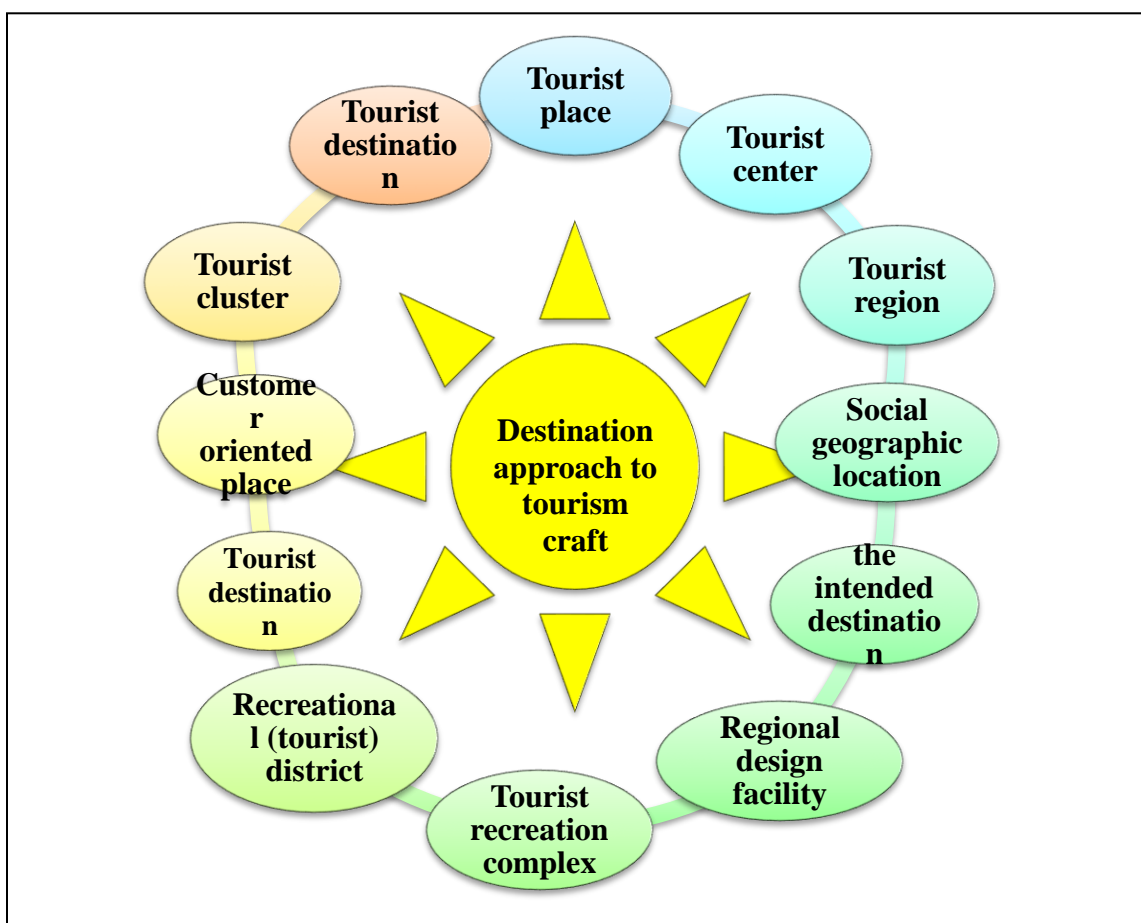 Tourist
place
Tourist
center
Tourist
region
Social
geographic
location
the
intended
destinatio
n
Regional
design
facility
Tourist
recreation
complex
Recreationa
l (tourist)
district
Tourist
destinatio
n
Custome
r
oriented
place
Tourist
cluster
Tourist
destinatio
n
Destination
approach to
tourism
craft